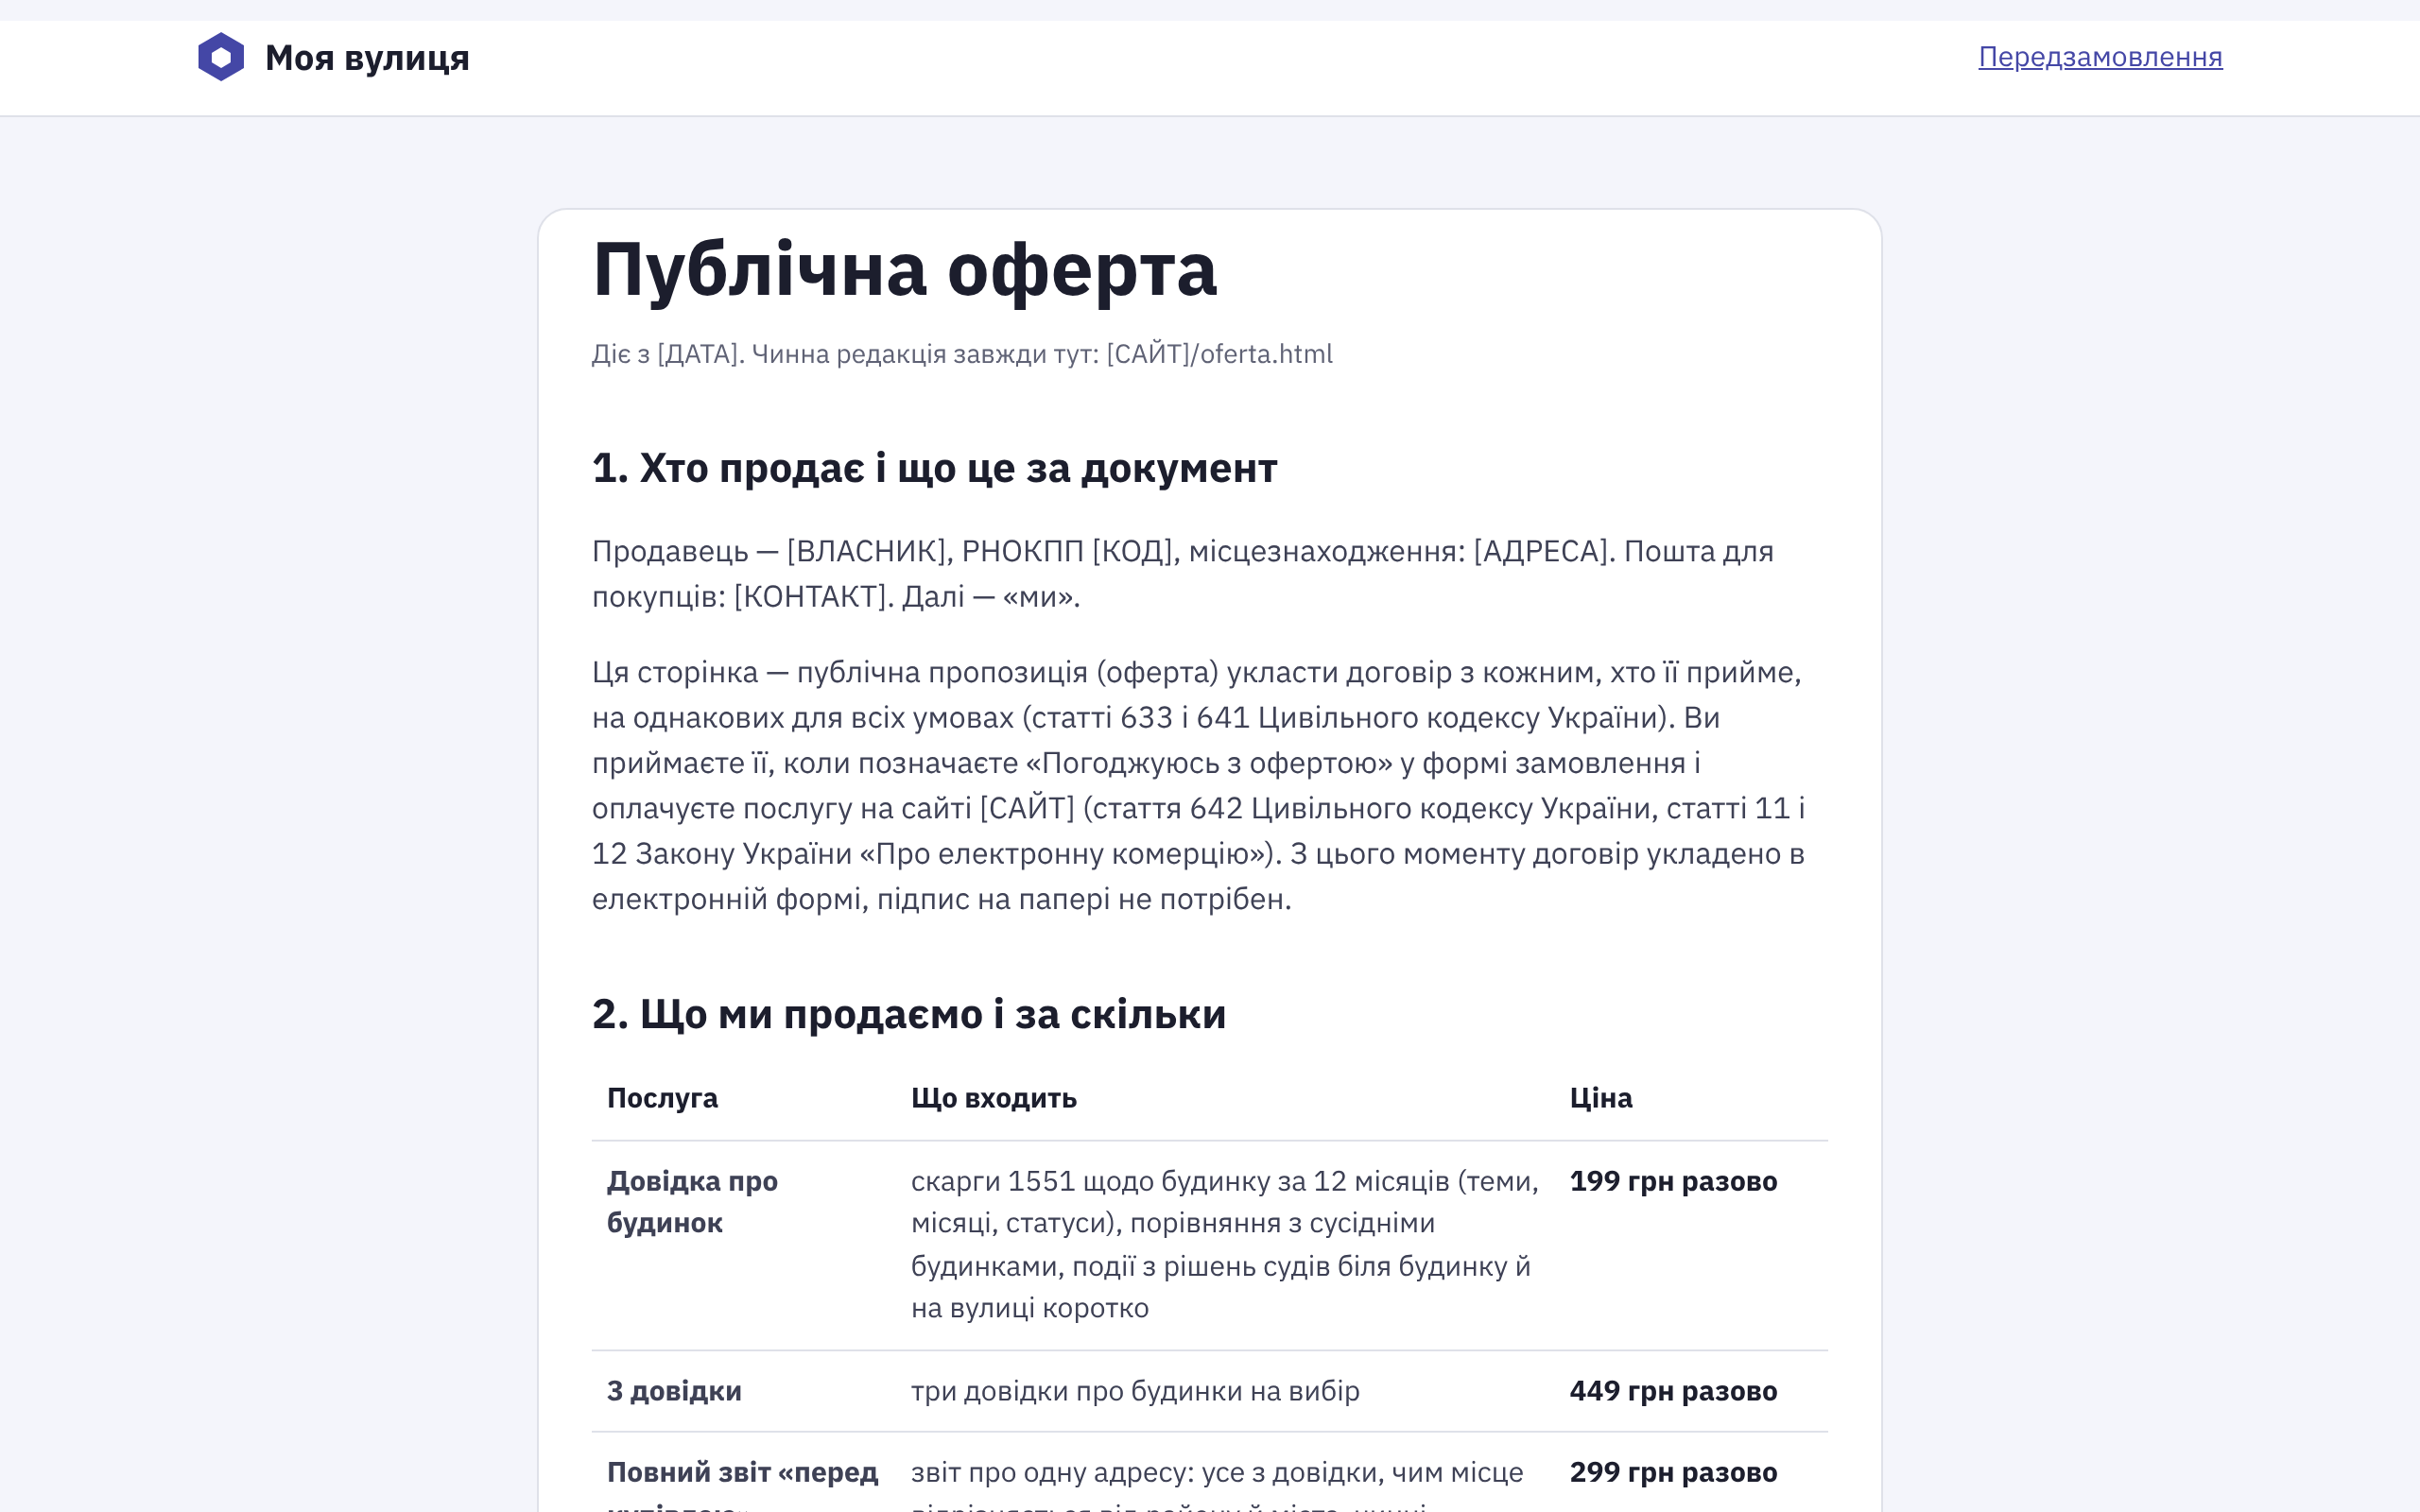 Моя вулиця
Передзамовлення
Публічна оферта
Діє з [ДАТА]. Чинна редакція завжди тут: [САЙТ]/oferta.html
1. Хто продає і що це за документ
Продавець — [ВЛАСНИК], РНОКПП [КОД], місцезнаходження: [АДРЕСА]. Пошта для
покупців: [КОНТАКТ]. Далі — «ми».
Ця сторінка — публічна пропозиція (оферта) укласти договір з кожним, хто її прийме,
на однакових для всіх умовах (статті 633 і 641 Цивільного кодексу України). Ви
приймаєте її, коли позначаєте «Погоджуюсь з офертою» у формі замовлення і
оплачуєте послугу на сайті [САЙТ] (стаття 642 Цивільного кодексу України, статті 11 і
12 Закону України «Про електронну комерцію»). З цього моменту договір укладено в
електронній формі, підпис на папері не потрібен.
2. Що ми продаємо і за скільки
Послуга Що входить Ціна
Довідка про
будинок
скарги 1551 щодо будинку за 12 місяців (теми,
місяці, статуси), порівняння з сусідніми
будинками, події з рішень судів біля будинку й
на вулиці коротко
199 грн разово
3 довідки три довідки про будинки на вибір 449 грн разово
Повний звіт «перед
звіт про одну адресу: усе з довідки, чим місце
299 грн разово